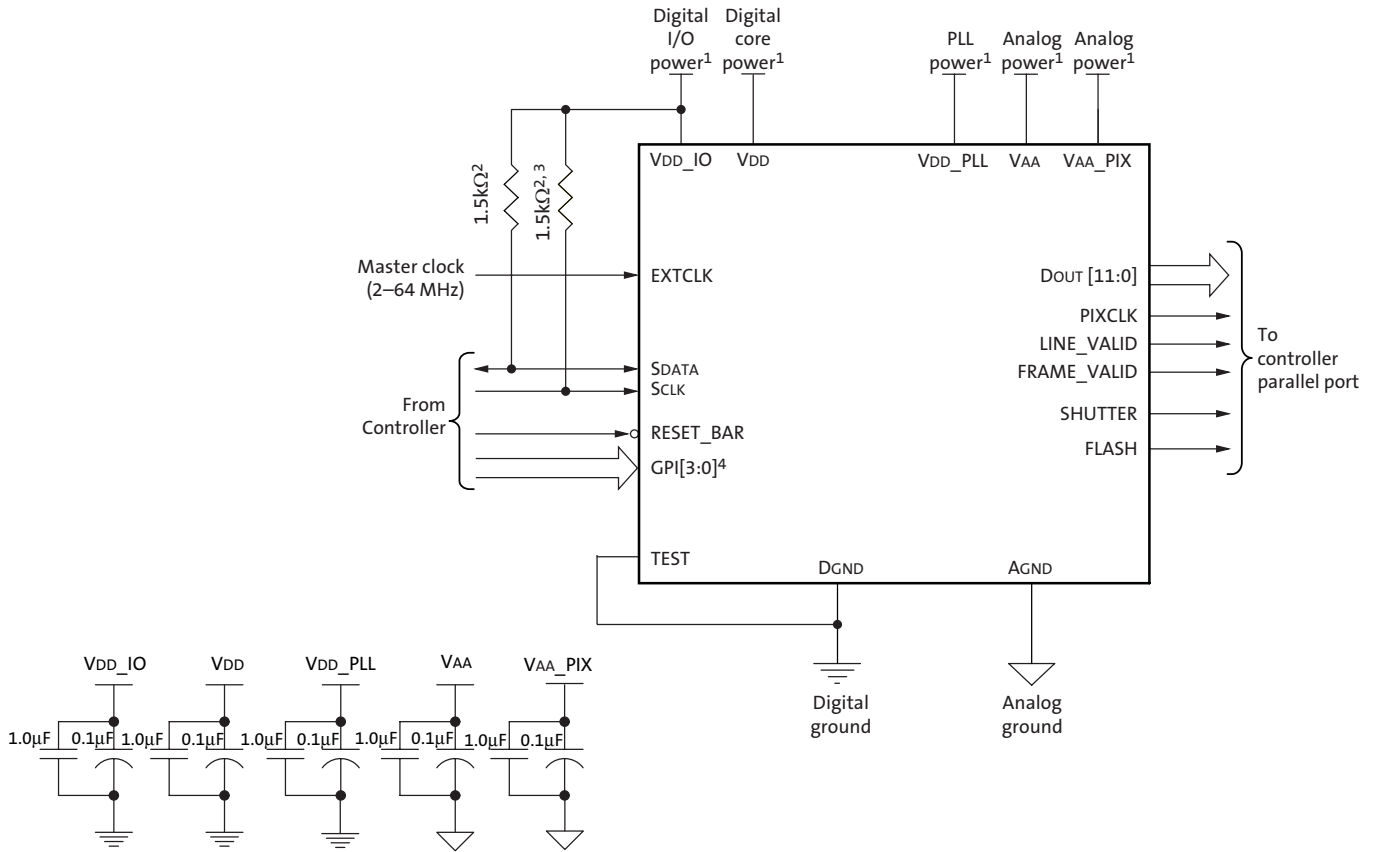 Digital
I/O
power1
Digital
core
power1
PLL
power1
Analog
power1
Analog
power1
VDD_IO
VDD
VDD_PLL
VAA
VAA_PIX
1.5kΩ2
1.5kΩ2, 3
Master clock
(2–64 MHz)
EXTCLK
DOUT [11:0]
PIXCLK
LINE_VALID
FRAME_VALID
SHUTTER
FLASH
To
controller
parallel port
From
Controller
SDATA
SCLK
RESET_BAR
GPI[3:0]4
TEST
DGND
AGND
Digital
ground
Analog
ground
VDD_IO
VDD
VDD_PLL
VAA
VAA_PIX
1.0µF
0.1µF
1.0µF
0.1µF
1.0µF
0.1µF
1.0µF
0.1µF
1.0µF
0.1µF